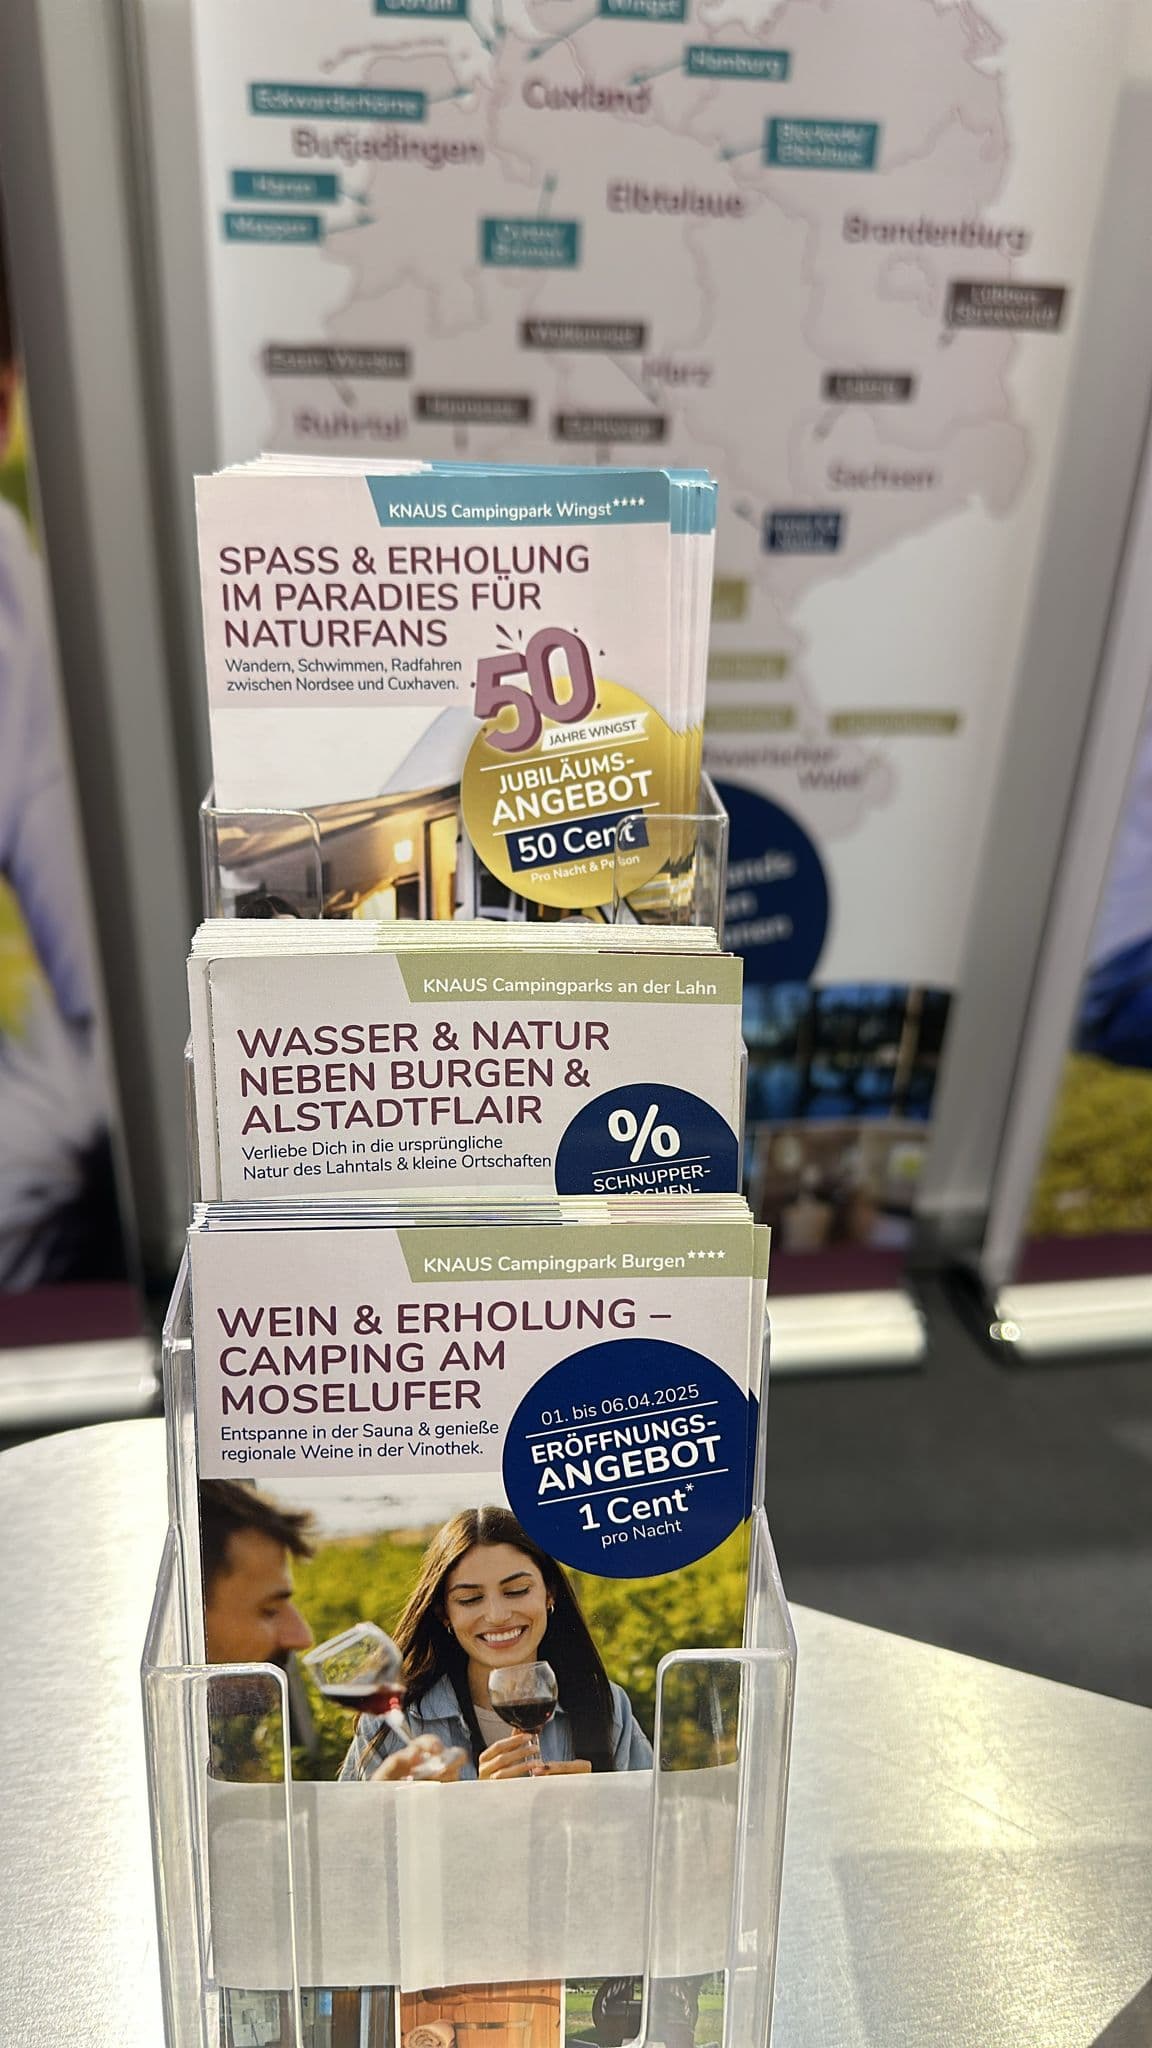 Wingst
Hamburg
Eckwarderhörne
Cuxland
Butjadingen
Elbtalaue
Brandenburg
Harz
Ruhrtal
Sachsen
KNAUS Campingpark Wingst****
SPASS & ERHOLUNG
IM PARADIES FÜR
NATURFANS
Wandern, Schwimmen, Radfahren
zwischen Nordsee und Cuxhaven.
50
JAHRE WINGST
JUBILÄUMS-
ANGEBOT
50 Cent
Pro Nacht & Person
KNAUS Campingparks an der Lahn
WASSER & NATUR
NEBEN BURGEN &
ALSTADTFLAIR
Verliebe Dich in die ursprüngliche
Natur des Lahntals & kleine Ortschaften
%
SCHNUPPER-
WOCHEN-
KNAUS Campingpark Burgen****
WEIN & ERHOLUNG –
CAMPING AM
MOSELUFER
Entspanne in der Sauna & genieße
regionale Weine in der Vinothek.
01. bis 06.04.2025
ERÖFFNUNGS-
ANGEBOT
1 Cent*
pro Nacht